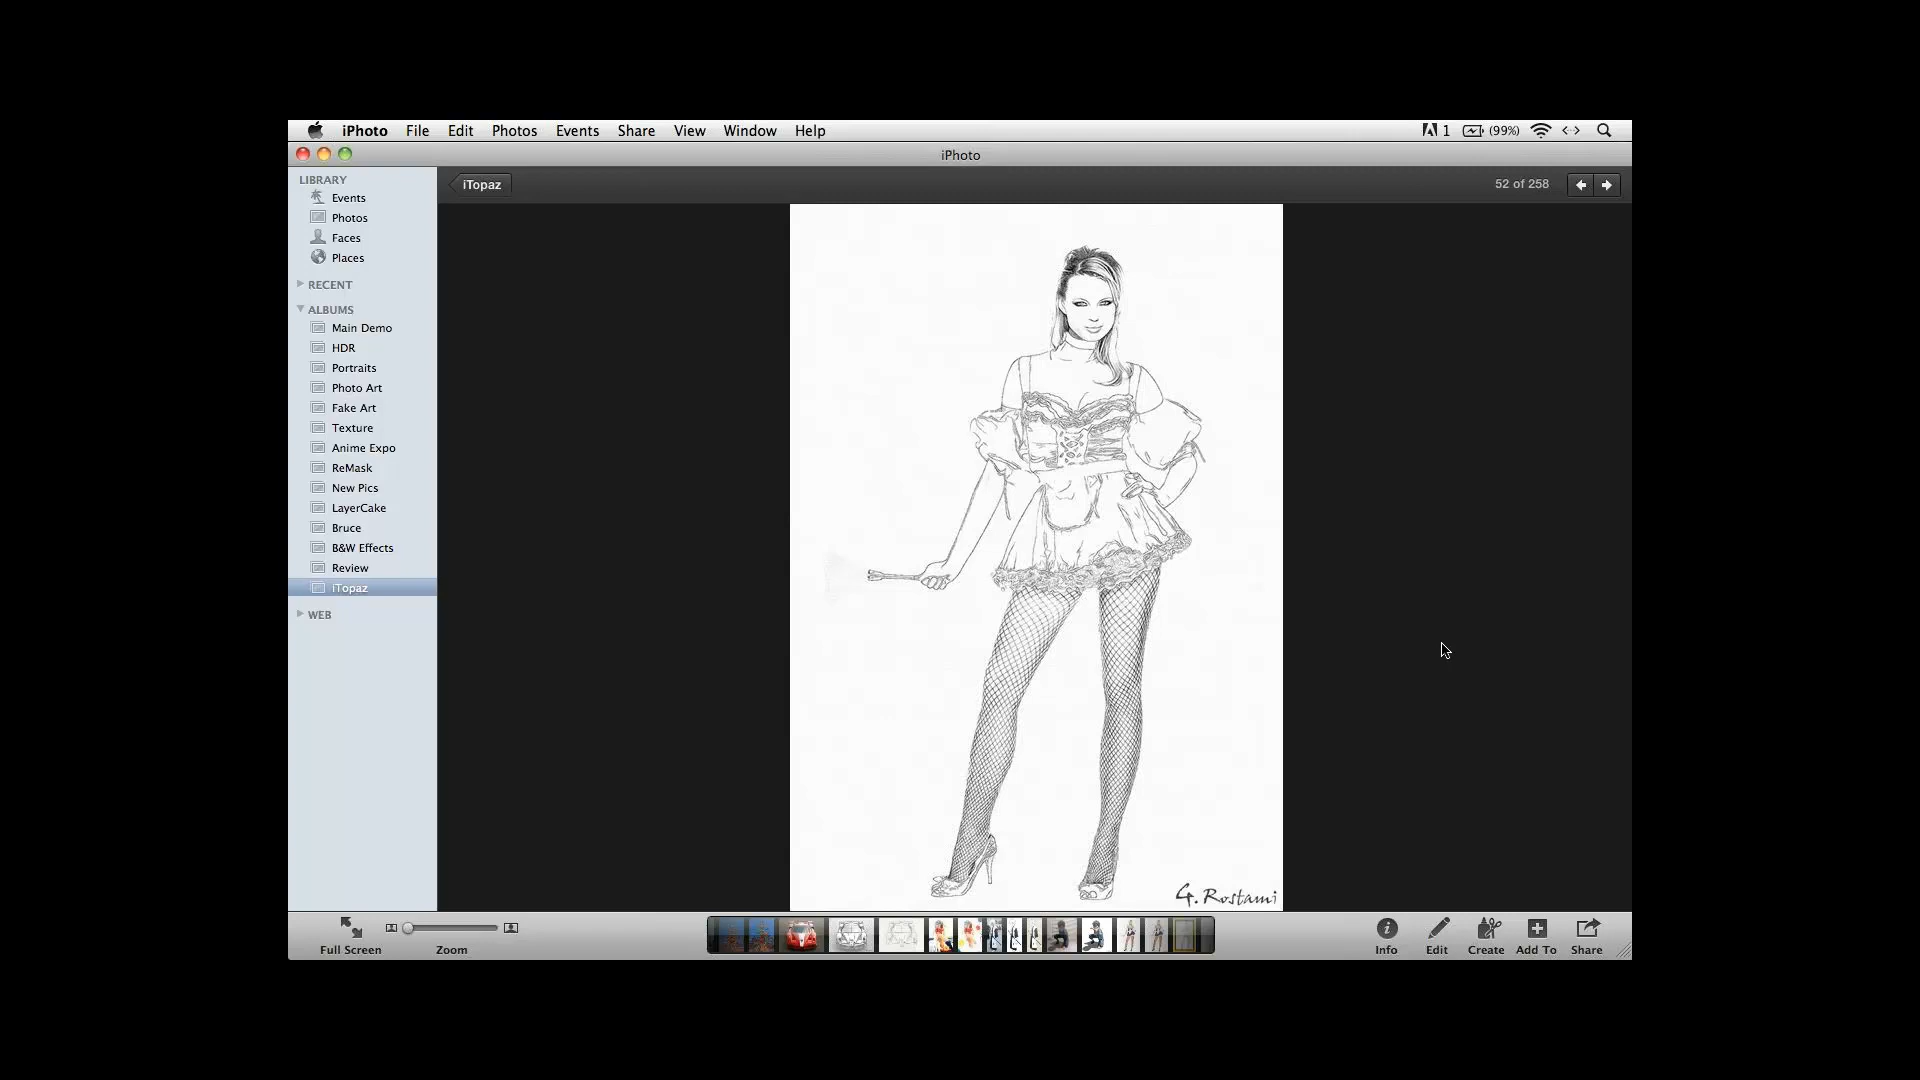 iPhoto File Edit Photos Events Share View Window Help
1 (99%)
iPhoto
LIBRARY
Events
Photos
Faces
Places
RECENT
ALBUMS
Main Demo
HDR
Portraits
Photo Art
Fake Art
Texture
Anime Expo
ReMask
New Pics
LayerCake
Bruce
B&W Effects
Review
iTopaz
WEB
iTopaz
52 of 258
G. Rostami
Full Screen
Zoom
Info
Edit
Create
Add To
Share